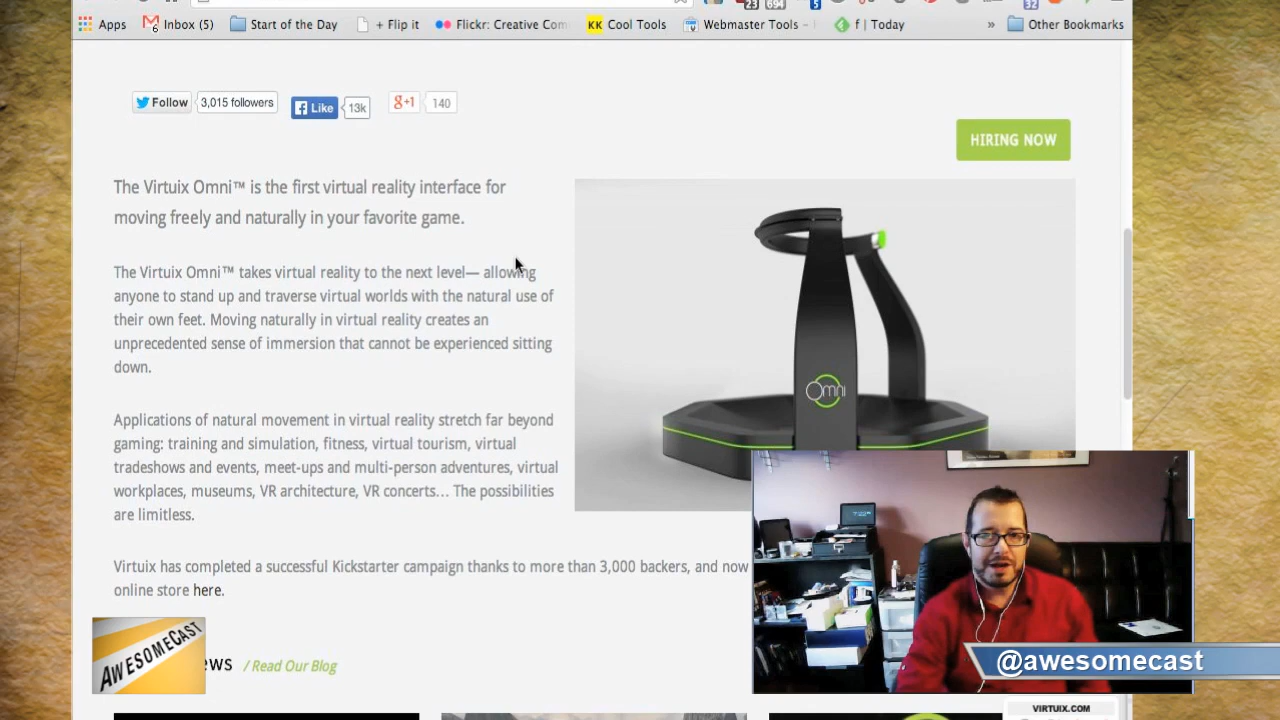 Apps
Inbox (5)
Start of the Day
+ Flip it
Flickr: Creative Com
KK Cool Tools
Webmaster Tools -
f | Today
»
Other Bookmarks
23
694
5
32
Follow
3,015 followers
Like
13k
g+1
140
HIRING NOW
The Virtuix Omni™ is the first virtual reality interface for
moving freely and naturally in your favorite game.
The Virtuix Omni™ takes virtual reality to the next level— allowing
anyone to stand up and traverse virtual worlds with the natural use of
their own feet. Moving naturally in virtual reality creates an
unprecedented sense of immersion that cannot be experienced sitting
down.
Applications of natural movement in virtual reality stretch far beyond
gaming: training and simulation, fitness, virtual tourism, virtual
tradeshows and events, meet-ups and multi-person adventures, virtual
workplaces, museums, VR architecture, VR concerts… The possibilities
are limitless.
Omni
Virtuix has completed a successful Kickstarter campaign thanks to more than 3,000 backers, and now
online store here.
AWESOMECAST
ews / Read Our Blog
@awesomecast
VIRTUIX.COM